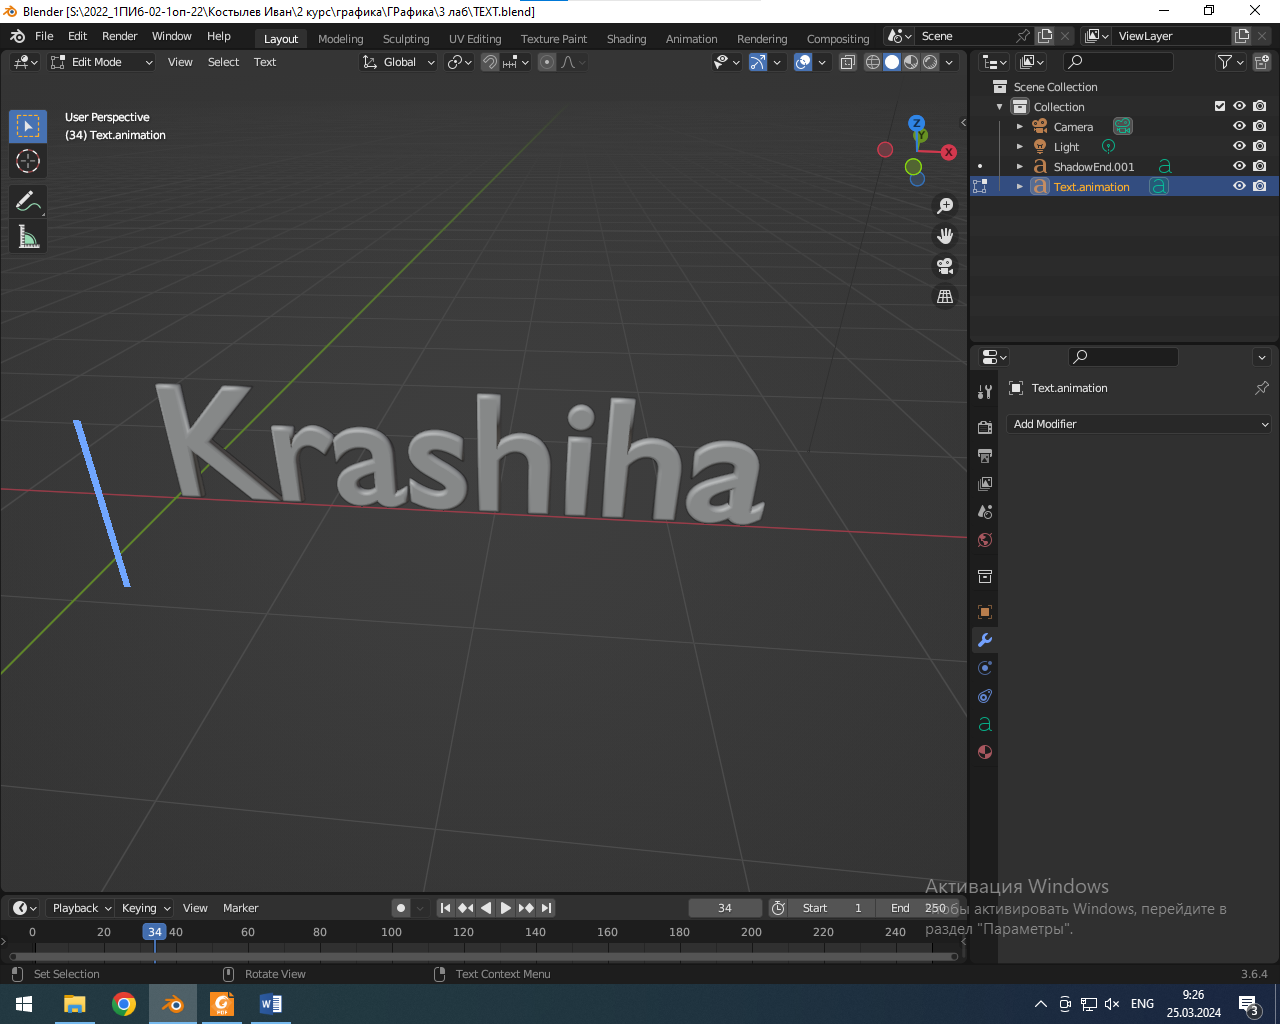 Blender [S:\2022_1ПИб-02-1оп-22\Костылев Иван\2 курс\графика\ГРафика\3 лаб\TEXT.blend]
File Edit Render Window Help Layout Modeling Sculpting UV Editing Texture Paint Shading Animation Rendering Compositing Scene ViewLayer
Edit Mode View Select Text Global
User Perspective
(34) Text.animation
Z
Y
X
Krashiha
Scene Collection
Collection
Camera
Light
ShadowEnd.001
Text.animation
Text.animation
Add Modifier
Активация Windows
Чтобы активировать Windows, перейдите в
раздел "Параметры".
Playback Keying View Marker 34 Start 1 End 250
0 20 34 40 60 80 100 120 140 160 180 200 220 240
Set Selection Rotate View Text Context Menu 3.6.4
ENG 9:26
25.03.2024
3